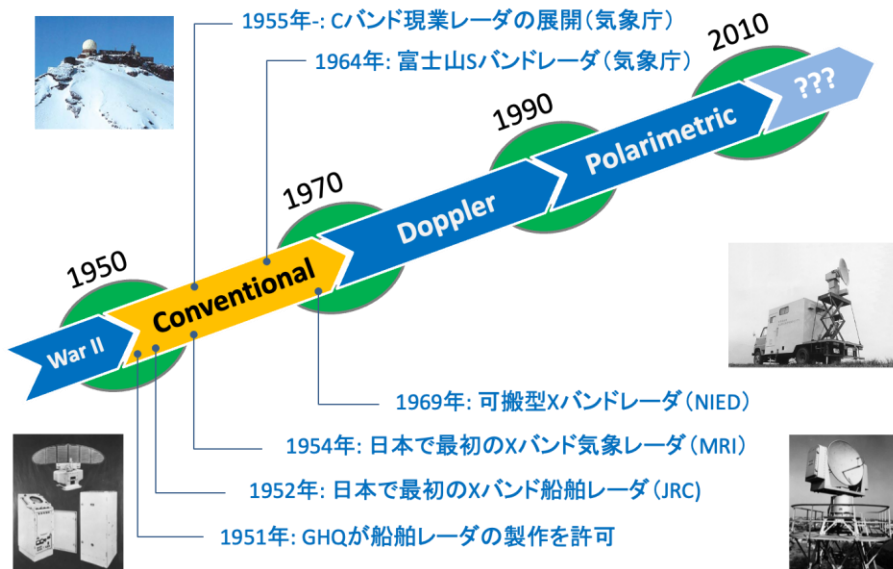 1955年-: Cバンド現業レーダの展開(気象庁)
1964年: 富士山Sバンドレーダ(気象庁)
2010
???
1990
Polarimetric
1970
Doppler
1950
Conventional
War II
1969年: 可搬型Xバンドレーダ(NIED)
1954年: 日本で最初のXバンド気象レーダ(MRI)
1952年: 日本で最初のXバンド船舶レーダ(JRC)
1951年: GHQが船舶レーダの製作を許可